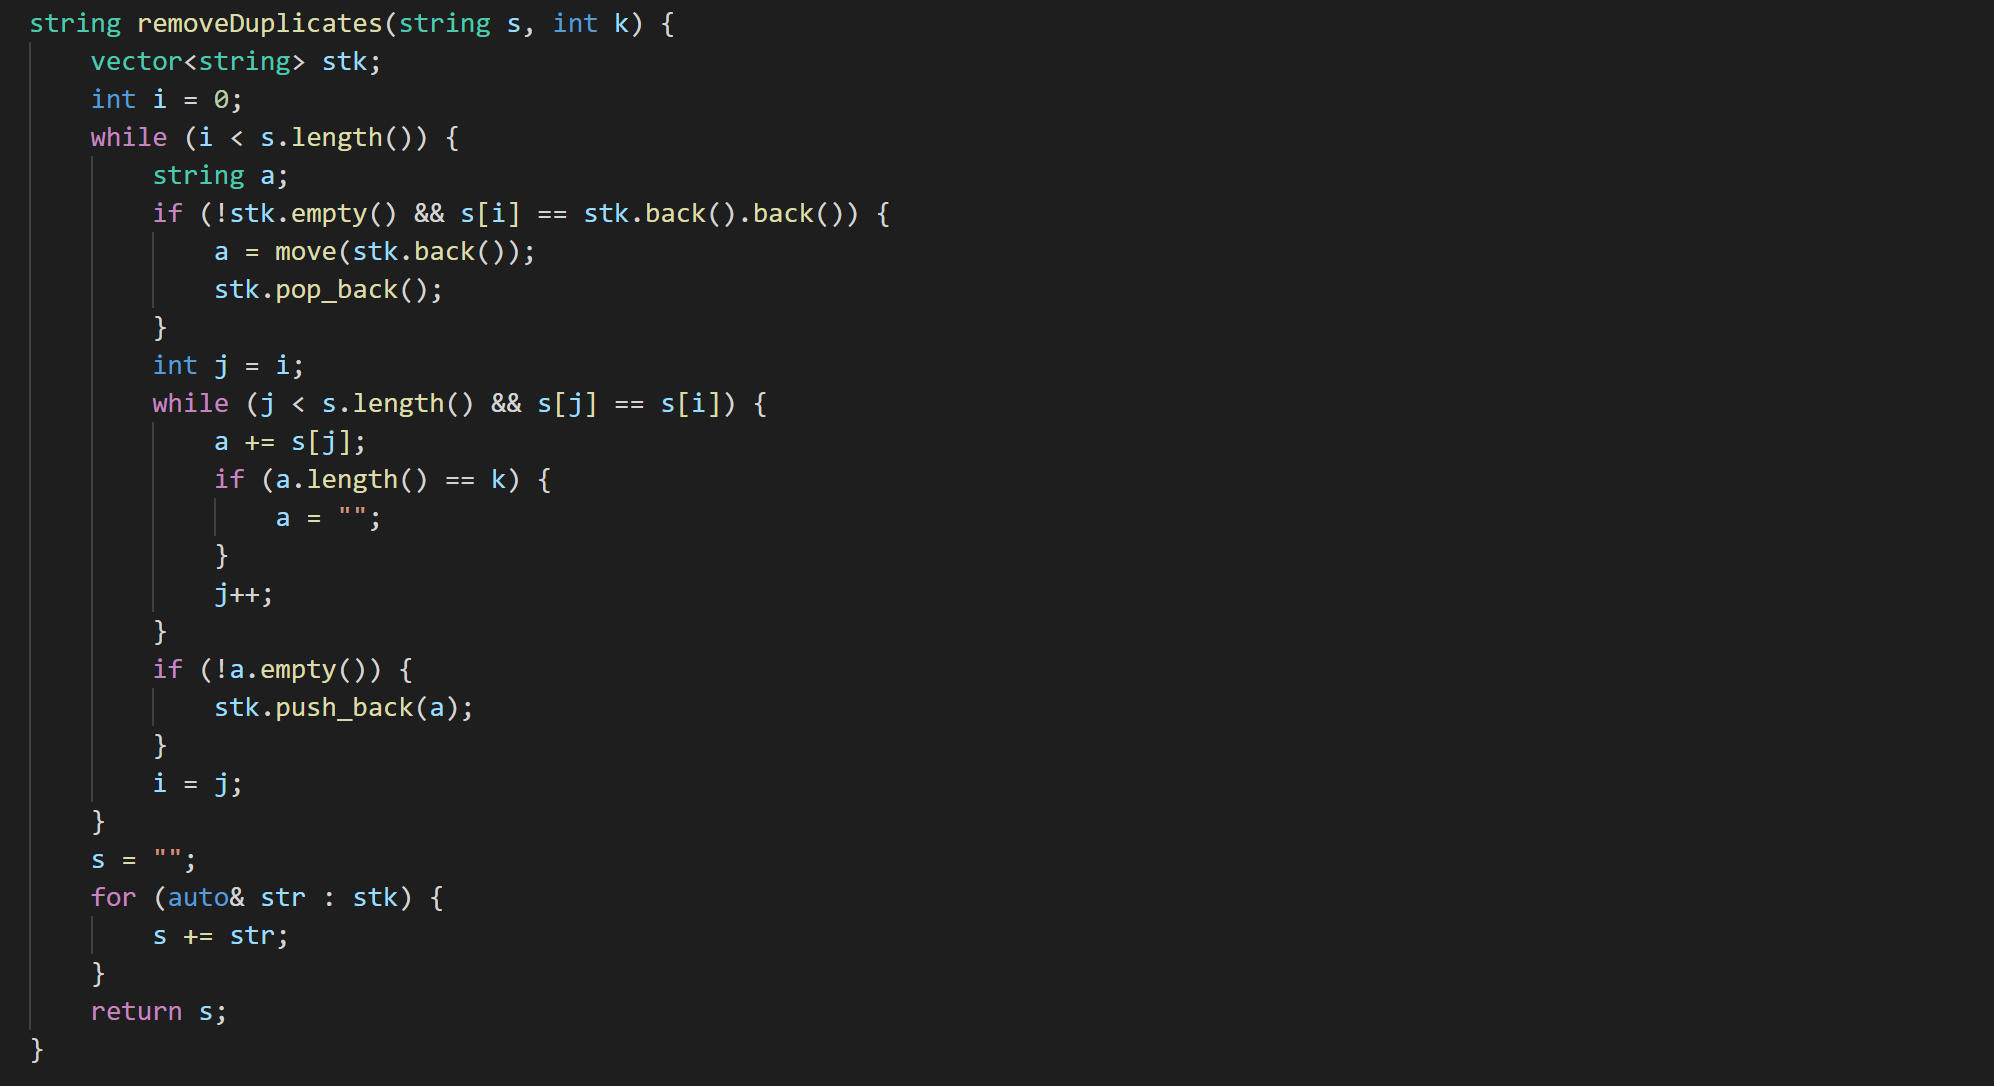 string removeDuplicates(string s, int k) {
    vector<string> stk;
    int i = 0;
    while (i < s.length()) {
        string a;
        if (!stk.empty() && s[i] == stk.back().back()) {
            a = move(stk.back());
            stk.pop_back();
        }
        int j = i;
        while (j < s.length() && s[j] == s[i]) {
            a += s[j];
            if (a.length() == k) {
                a = "";
            }
            j++;
        }
        if (!a.empty()) {
            stk.push_back(a);
        }
        i = j;
    }
    s = "";
    for (auto& str : stk) {
        s += str;
    }
    return s;
}